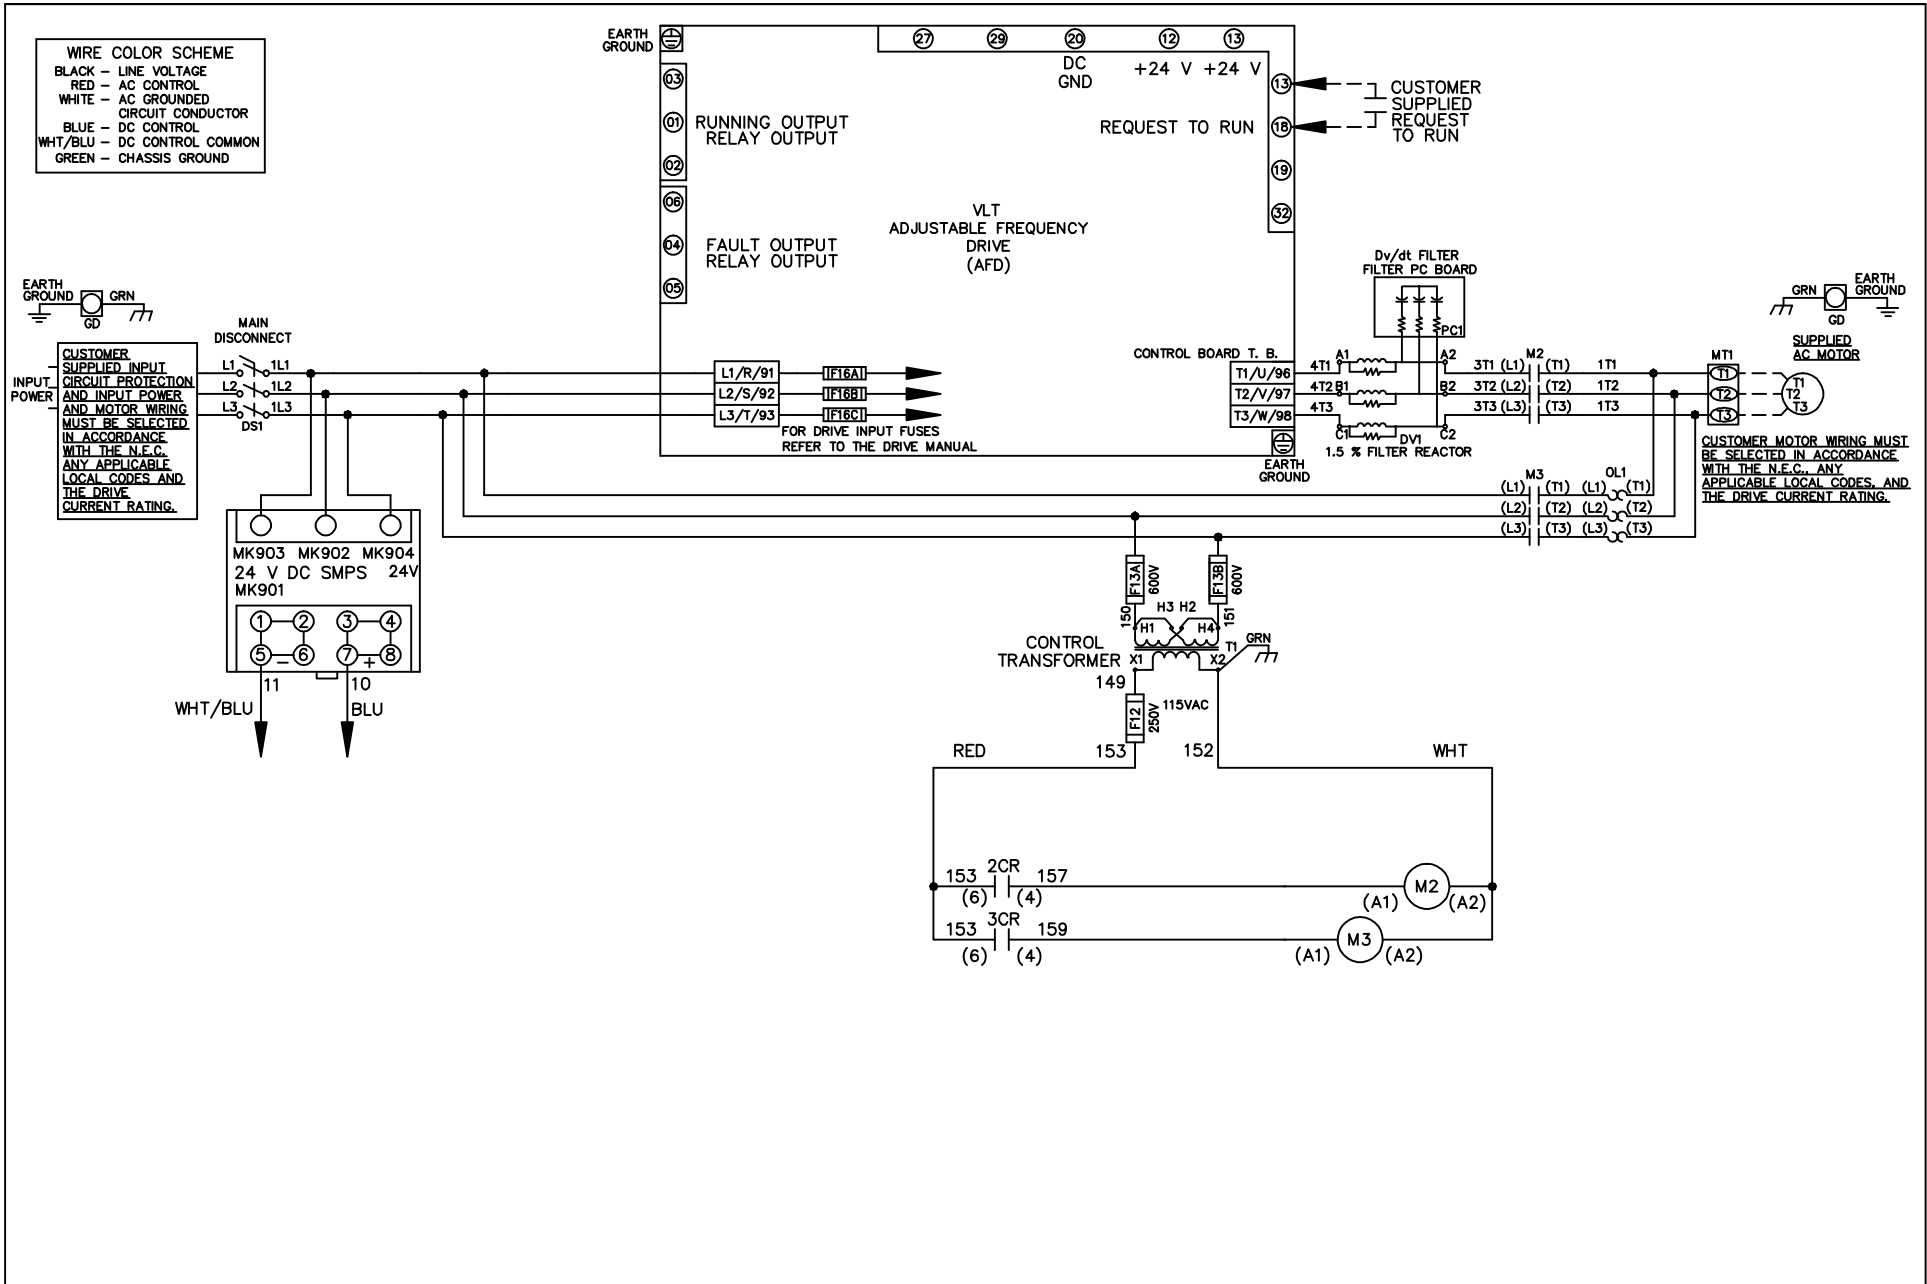 WIRE COLOR SCHEME
BLACK – LINE VOLTAGE
RED – AC CONTROL
WHITE – AC GROUNDED
CIRCUIT CONDUCTOR
BLUE – DC CONTROL
WHT/BLU – DC CONTROL COMMON
GREEN – CHASSIS GROUND
EARTH
GROUND
03
01
02
RUNNING OUTPUT
RELAY OUTPUT
06
04
05
FAULT OUTPUT
RELAY OUTPUT
27
29
20
12
13
DC
GND
+24 V
+24 V
13
18
19
32
REQUEST TO RUN
CUSTOMER
SUPPLIED
REQUEST
TO RUN
VLT
ADJUSTABLE FREQUENCY
DRIVE
(AFD)
EARTH
GROUND
GRN
GD
INPUT
POWER
CUSTOMER
SUPPLIED INPUT
CIRCUIT PROTECTION
AND INPUT POWER
AND MOTOR WIRING
MUST BE SELECTED
IN ACCORDANCE
WITH THE N.E.C.
ANY APPLICABLE
LOCAL CODES AND
THE DRIVE
CURRENT RATING.
MAIN
DISCONNECT
L1 1L1
L2 1L2
L3 1L3
DS1
L1/R/91 F16A
L2/S/92 F16B
L3/T/93 F16C
FOR DRIVE INPUT FUSES
REFER TO THE DRIVE MANUAL
CONTROL BOARD T. B.
T1/U/96
T2/V/97
T3/W/98
EARTH
GROUND
Dv/dt FILTER
FILTER PC BOARD
PC1
4T1 A1 A2
4T2 B1 B2
4T3
C1 C2
DV1
1.5 % FILTER REACTOR
M2
3T1 (L1) (T1) 1T1
3T2 (L2) (T2) 1T2
3T3 (L3) (T3) 1T3
MT1
T1
T2
T3
T1
T2
T3
GRN
EARTH
GROUND
GD
SUPPLIED
AC MOTOR
CUSTOMER MOTOR WIRING MUST
BE SELECTED IN ACCORDANCE
WITH THE N.E.C., ANY
APPLICABLE LOCAL CODES, AND
THE DRIVE CURRENT RATING.
M3 OL1
(L1) (T1) (L1) (T1)
(L2) (T2) (L2) (T2)
(L3) (T3) (L3) (T3)
MK903 MK902 MK904
24 V DC SMPS 24V
MK901
1 2 3 4
5 – 6 7 + 8
11 10
WHT/BLU BLU
F13A 600V
F13B 600V
150
151
H3 H2
H1 H4
CONTROL
TRANSFORMER
T1
GRN
X1 X2
149
F12 250V
115VAC
RED 153 152 WHT
2CR
153 157
(6) (4)
M2
(A1) (A2)
3CR
153 159
(6) (4)
M3
(A1) (A2)